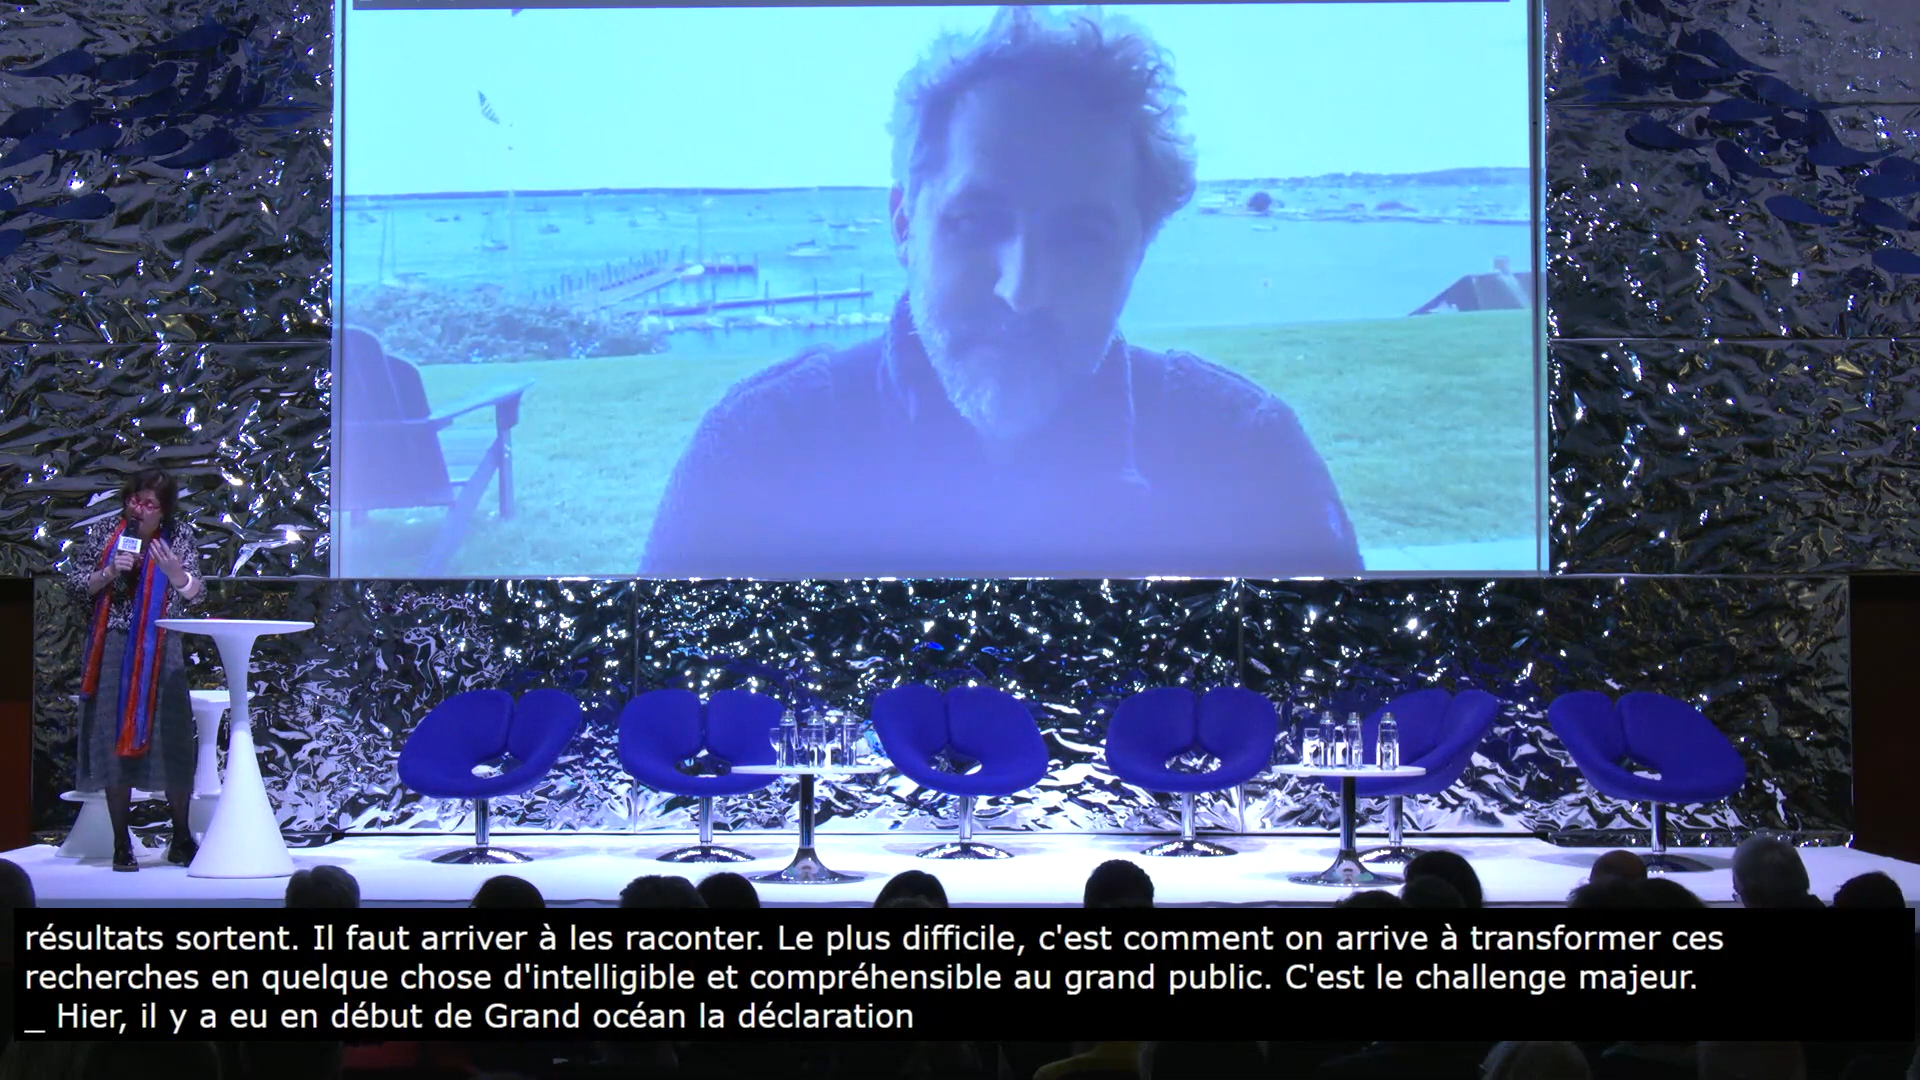 résultats sortent. Il faut arriver à les raconter. Le plus difficile, c'est comment on arrive à transformer ces
recherches en quelque chose d'intelligible et compréhensible au grand public. C'est le challenge majeur.
_ Hier, il y a eu en début de Grand océan la déclaration